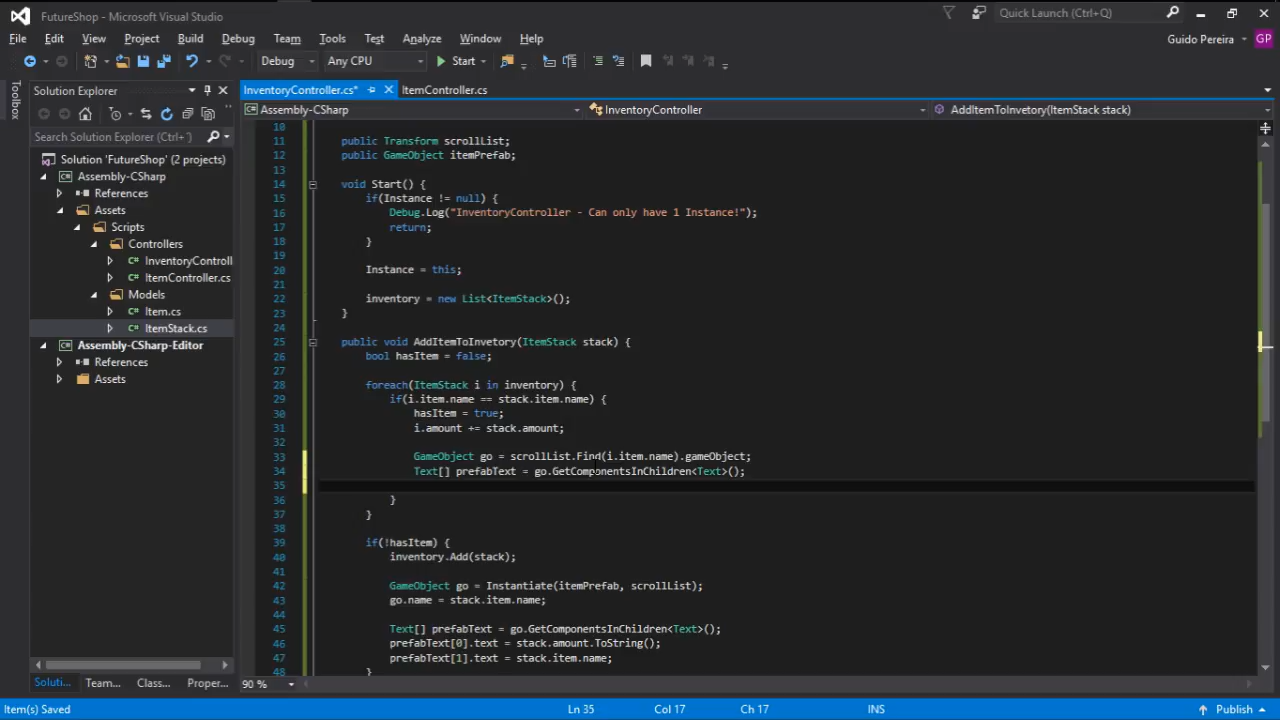 FutureShop - Microsoft Visual Studio
Quick Launch (Ctrl+Q)
File Edit View Project Build Debug Team Tools Test Analyze Window Help
Guido Pereira GP
Debug Any CPU Start
Toolbox
Solution Explorer
Search Solution Explorer (Ctrl+)
Solution 'FutureShop' (2 projects)
Assembly-CSharp
References
Assets
Scripts
Controllers
C# InventoryControll
C# ItemController.cs
Models
C# Item.cs
C# ItemStack.cs
Assembly-CSharp-Editor
References
Assets
Soluti... Team... Class... Proper...
InventoryController.cs* ItemController.cs
Assembly-CSharp InventoryController AddItemToInvetory(ItemStack stack)
10
11 public Transform scrollList;
12 public GameObject itemPrefab;
13
14 void Start() {
15 if(Instance != null) {
16 Debug.Log("InventoryController - Can only have 1 Instance!");
17 return;
18 }
19
20 Instance = this;
21
22 inventory = new List<ItemStack>();
23 }
24
25 public void AddItemToInvetory(ItemStack stack) {
26 bool hasItem = false;
27
28 foreach(ItemStack i in inventory) {
29 if(i.item.name == stack.item.name) {
30 hasItem = true;
31 i.amount += stack.amount;
32
33 GameObject go = scrollList.Find(i.item.name).gameObject;
34 Text[] prefabText = go.GetComponentsInChildren<Text>();
35
36 }
37 }
38
39 if(!hasItem) {
40 inventory.Add(stack);
41
42 GameObject go = Instantiate(itemPrefab, scrollList);
43 go.name = stack.item.name;
44
45 Text[] prefabText = go.GetComponentsInChildren<Text>();
46 prefabText[0].text = stack.amount.ToString();
47 prefabText[1].text = stack.item.name;
48 }
90 %
Item(s) Saved Ln 35 Col 17 Ch 17 INS Publish